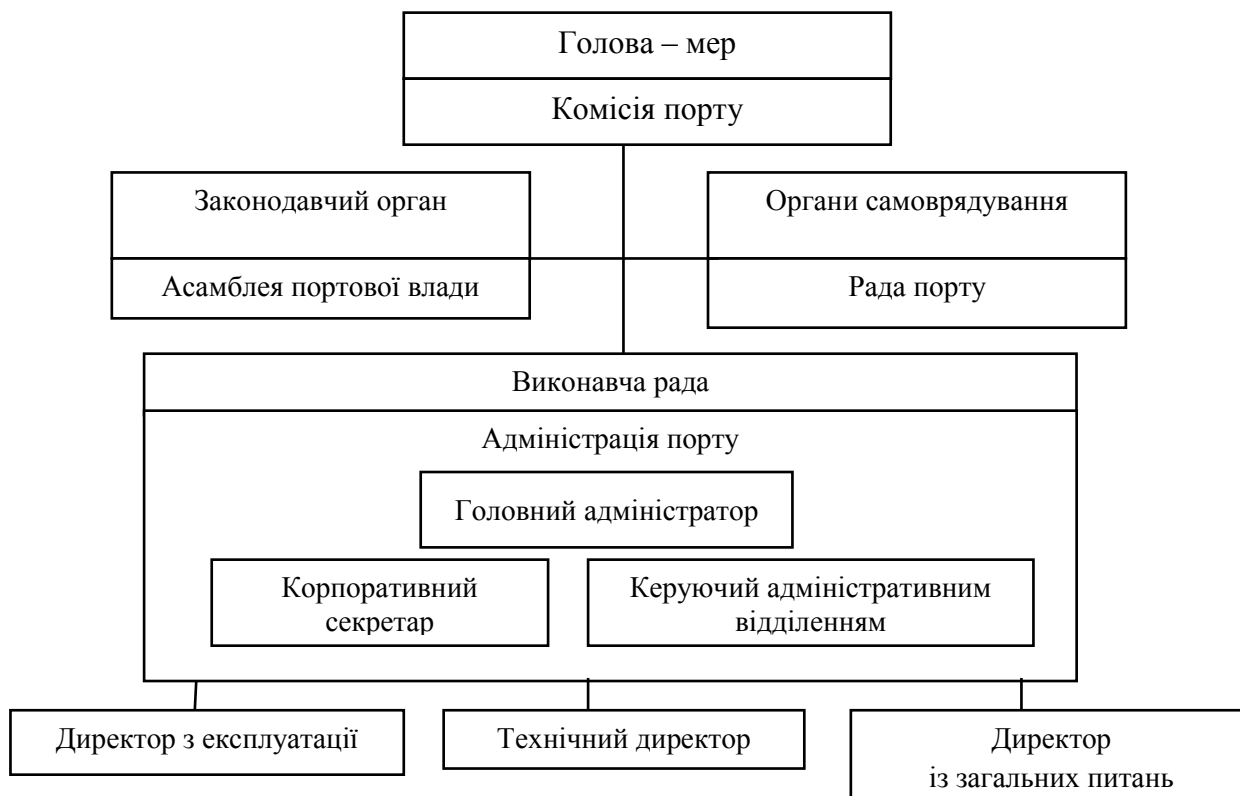 Голова – мер
Комісія порту
Законодавчий орган
Органи самоврядування
Асамблея портової влади
Рада порту
Виконавча рада
Адміністрація порту
Головний адміністратор
Корпоративний
секретар
Керуючий адміністративним
відділенням
Директор з експлуатації
Технічний директор
Директор
із загальних питань